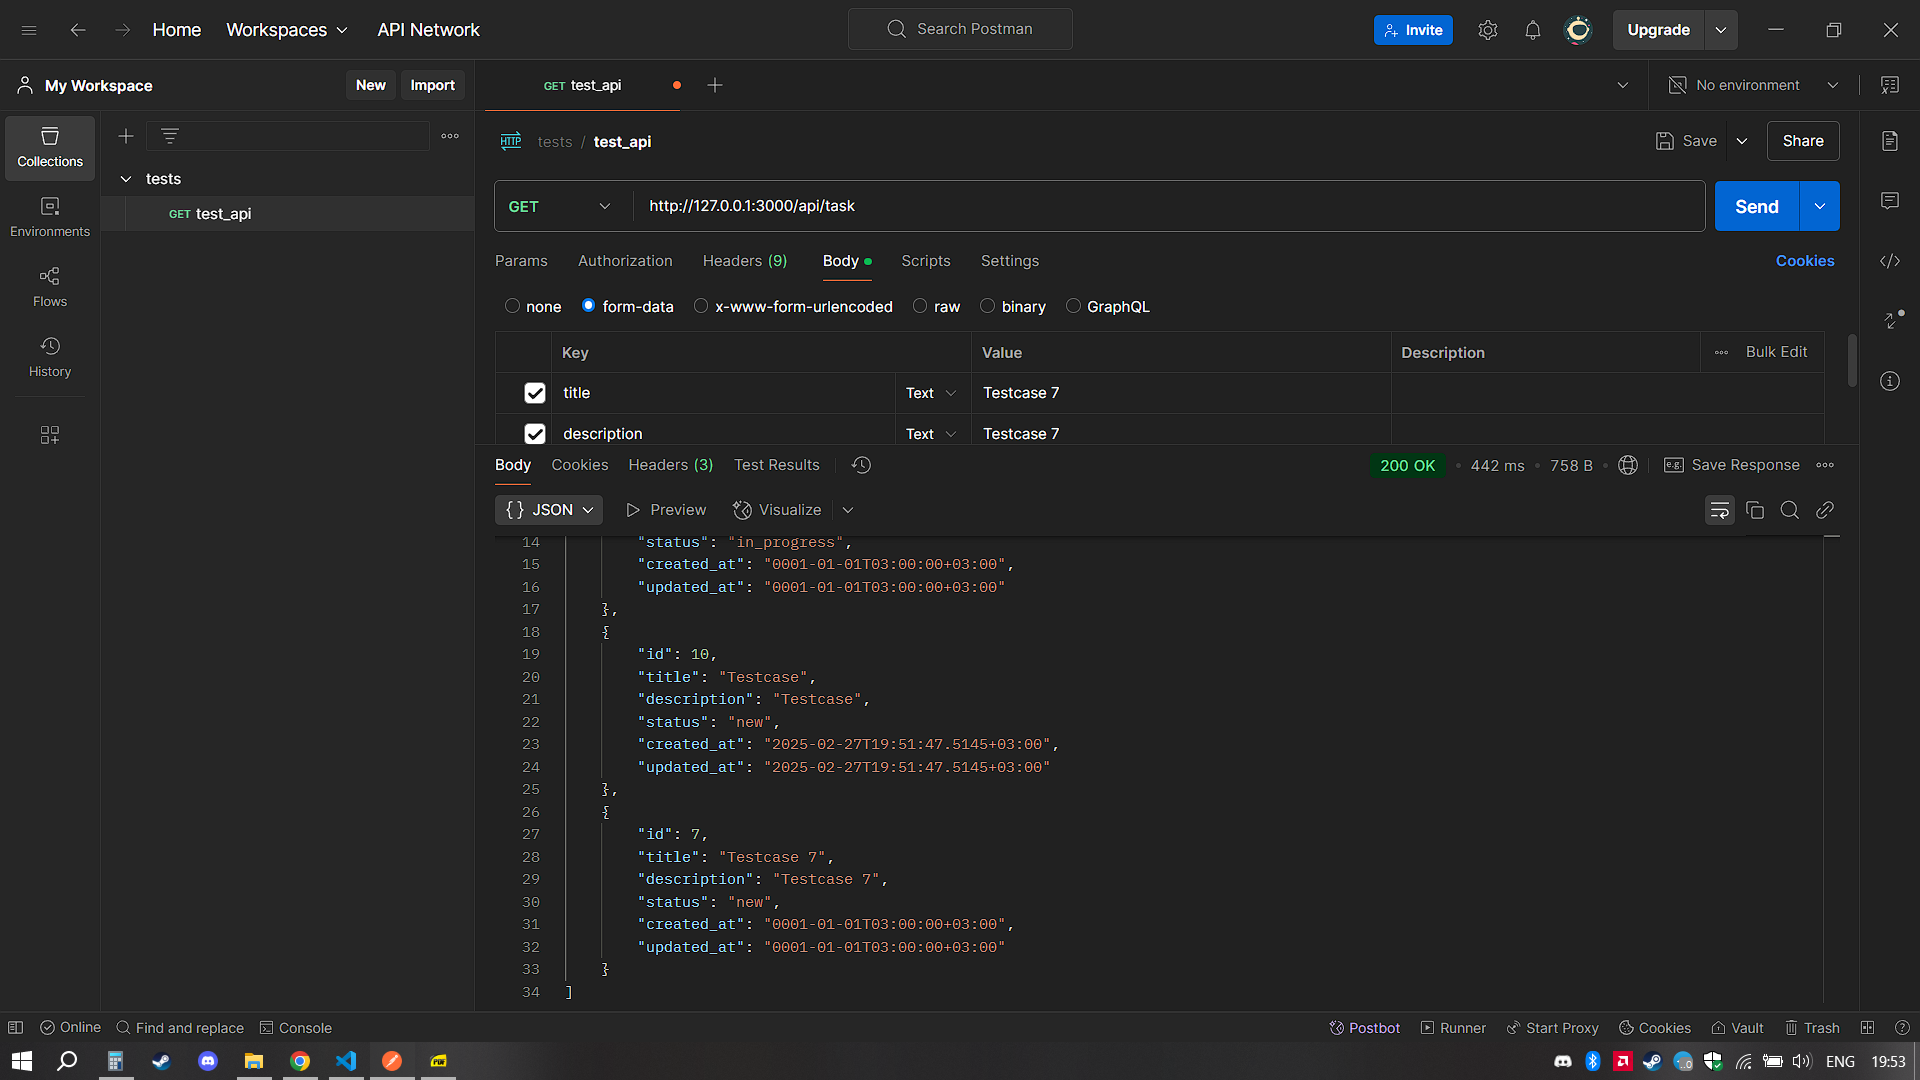 Home Workspaces API Network Search Postman Invite Upgrade
My Workspace New Import GET test_api No environment
Collections
Environments
Flows
History
tests
GET test_api
HTTP tests / test_api Save Share
GET http://127.0.0.1:3000/api/task Send
Params Authorization Headers (9) Body Scripts Settings Cookies
none form-data x-www-form-urlencoded raw binary GraphQL
Key Value Description Bulk Edit
title Text Testcase 7
description Text Testcase 7
Body Cookies Headers (3) Test Results 200 OK 442 ms 758 B e.g. Save Response
{} JSON Preview Visualize
14 "status": "in_progress",
15 "created_at": "0001-01-01T03:00:00+03:00",
16 "updated_at": "0001-01-01T03:00:00+03:00"
17 },
18 {
19 "id": 10,
20 "title": "Testcase",
21 "description": "Testcase",
22 "status": "new",
23 "created_at": "2025-02-27T19:51:47.5145+03:00",
24 "updated_at": "2025-02-27T19:51:47.5145+03:00"
25 },
26 {
27 "id": 7,
28 "title": "Testcase 7",
29 "description": "Testcase 7",
30 "status": "new",
31 "created_at": "0001-01-01T03:00:00+03:00",
32 "updated_at": "0001-01-01T03:00:00+03:00"
33 }
34 ]
Online Find and replace Console Postbot Runner Start Proxy Cookies Vault Trash
PDF ENG 19:53